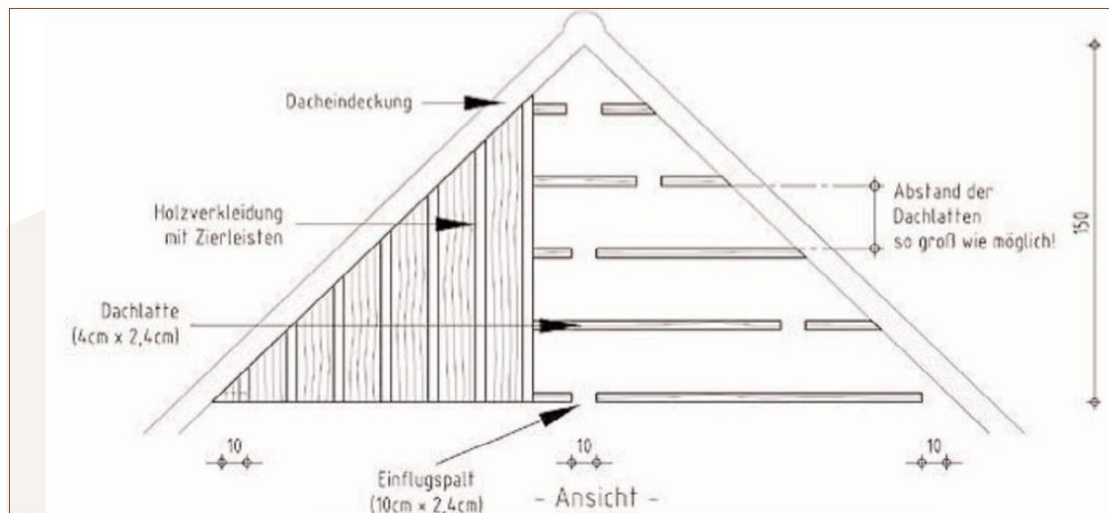 Dacheindeckung
Holzverkleidung
mit Zierleisten
Abstand der
Dachlatten
so groß wie möglich!
150
Dachlatte
(4cm x 2,4cm)
10
10
10
Einflugspalt
(10cm x 2,4cm)
- Ansicht -